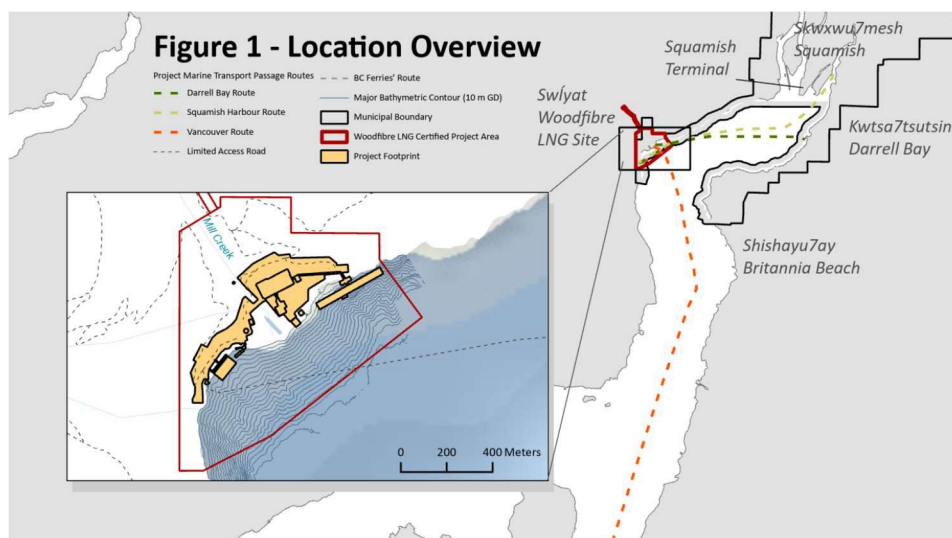 Figure 1 - Location Overview
Project Marine Transport Passage Routes
Darrell Bay Route
Squamish Harbour Route
Vancouver Route
Limited Access Road
BC Ferries' Route
Major Bathymetric Contour (10 m GD)
Municipal Boundary
Woodfibre LNG Certified Project Area
Project Footprint
Skwxwu7mesh
Squamish
Squamish
Terminal
Swiyat
Woodfibre
LNG Site
Kwtsa7tsutsin
Darrell Bay
Shishayu7ay
Britannia Beach
Mill Creek
0 200 400 Meters